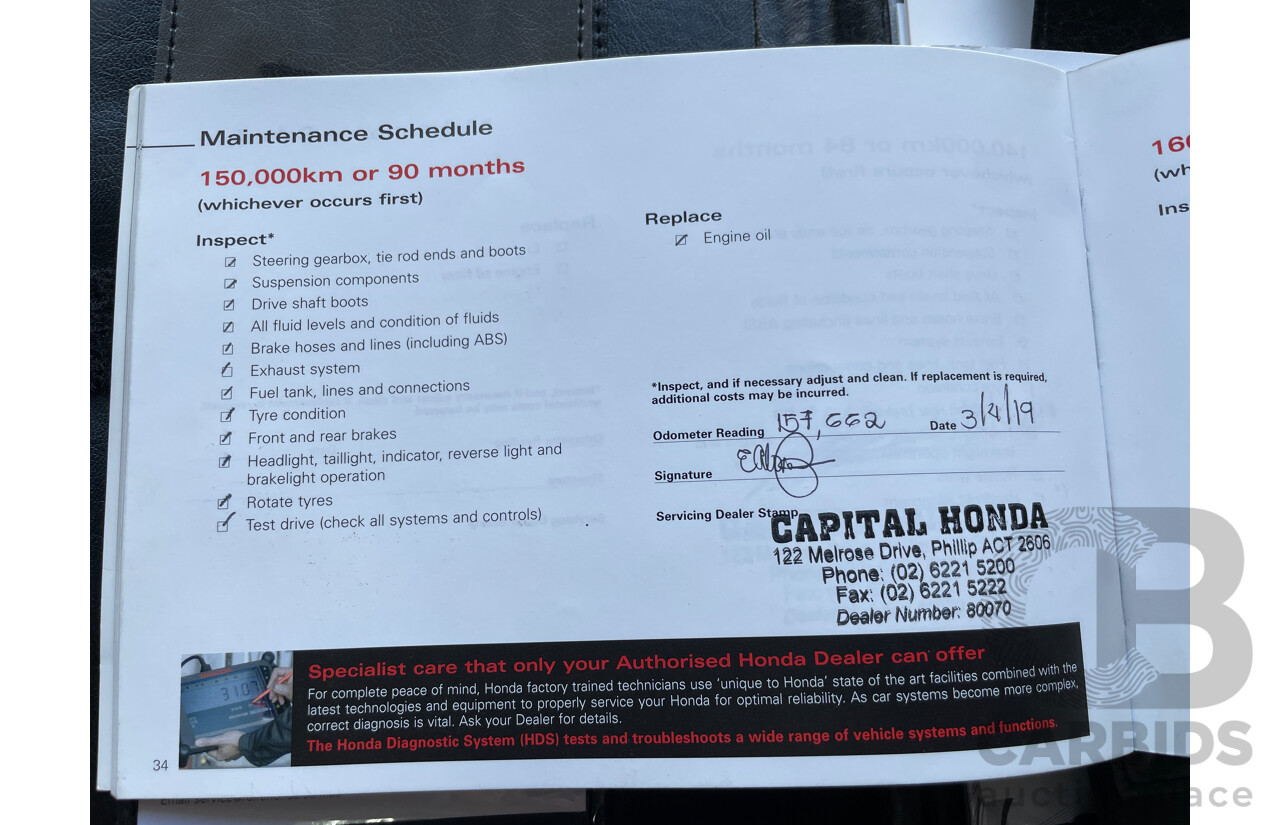 Maintenance Schedule
150,000km or 90 months
(whichever occurs first)
Inspect*
Steering gearbox, tie rod ends and boots
Suspension components
Drive shaft boots
All fluid levels and condition of fluids
Brake hoses and lines (including ABS)
Exhaust system
Fuel tank, lines and connections
Tyre condition
Front and rear brakes
Headlight, taillight, indicator, reverse light and
brakelight operation
Rotate tyres
Test drive (check all systems and controls)
Replace
Engine oil
*Inspect, and if necessary adjust and clean. If replacement is required,
additional costs may be incurred.
Odometer Reading 157,662 Date 3/4/19
Signature
Servicing Dealer Stamp
CAPITAL HONDA
122 Melrose Drive, Phillip ACT 2606
Phone: (02) 6221 5200
Fax: (02) 6221 5222
Dealer Number: 80070
Specialist care that only your Authorised Honda Dealer can offer
For complete peace of mind, Honda factory trained technicians use 'unique to Honda' state of the art facilities combined with the
latest technologies and equipment to properly service your Honda for optimal reliability. As car systems become more complex,
correct diagnosis is vital. Ask your Dealer for details.
The Honda Diagnostic System (HDS) tests and troubleshoots a wide range of vehicle systems and functions.
34
160
(wh
Ins
B
CARBIDS